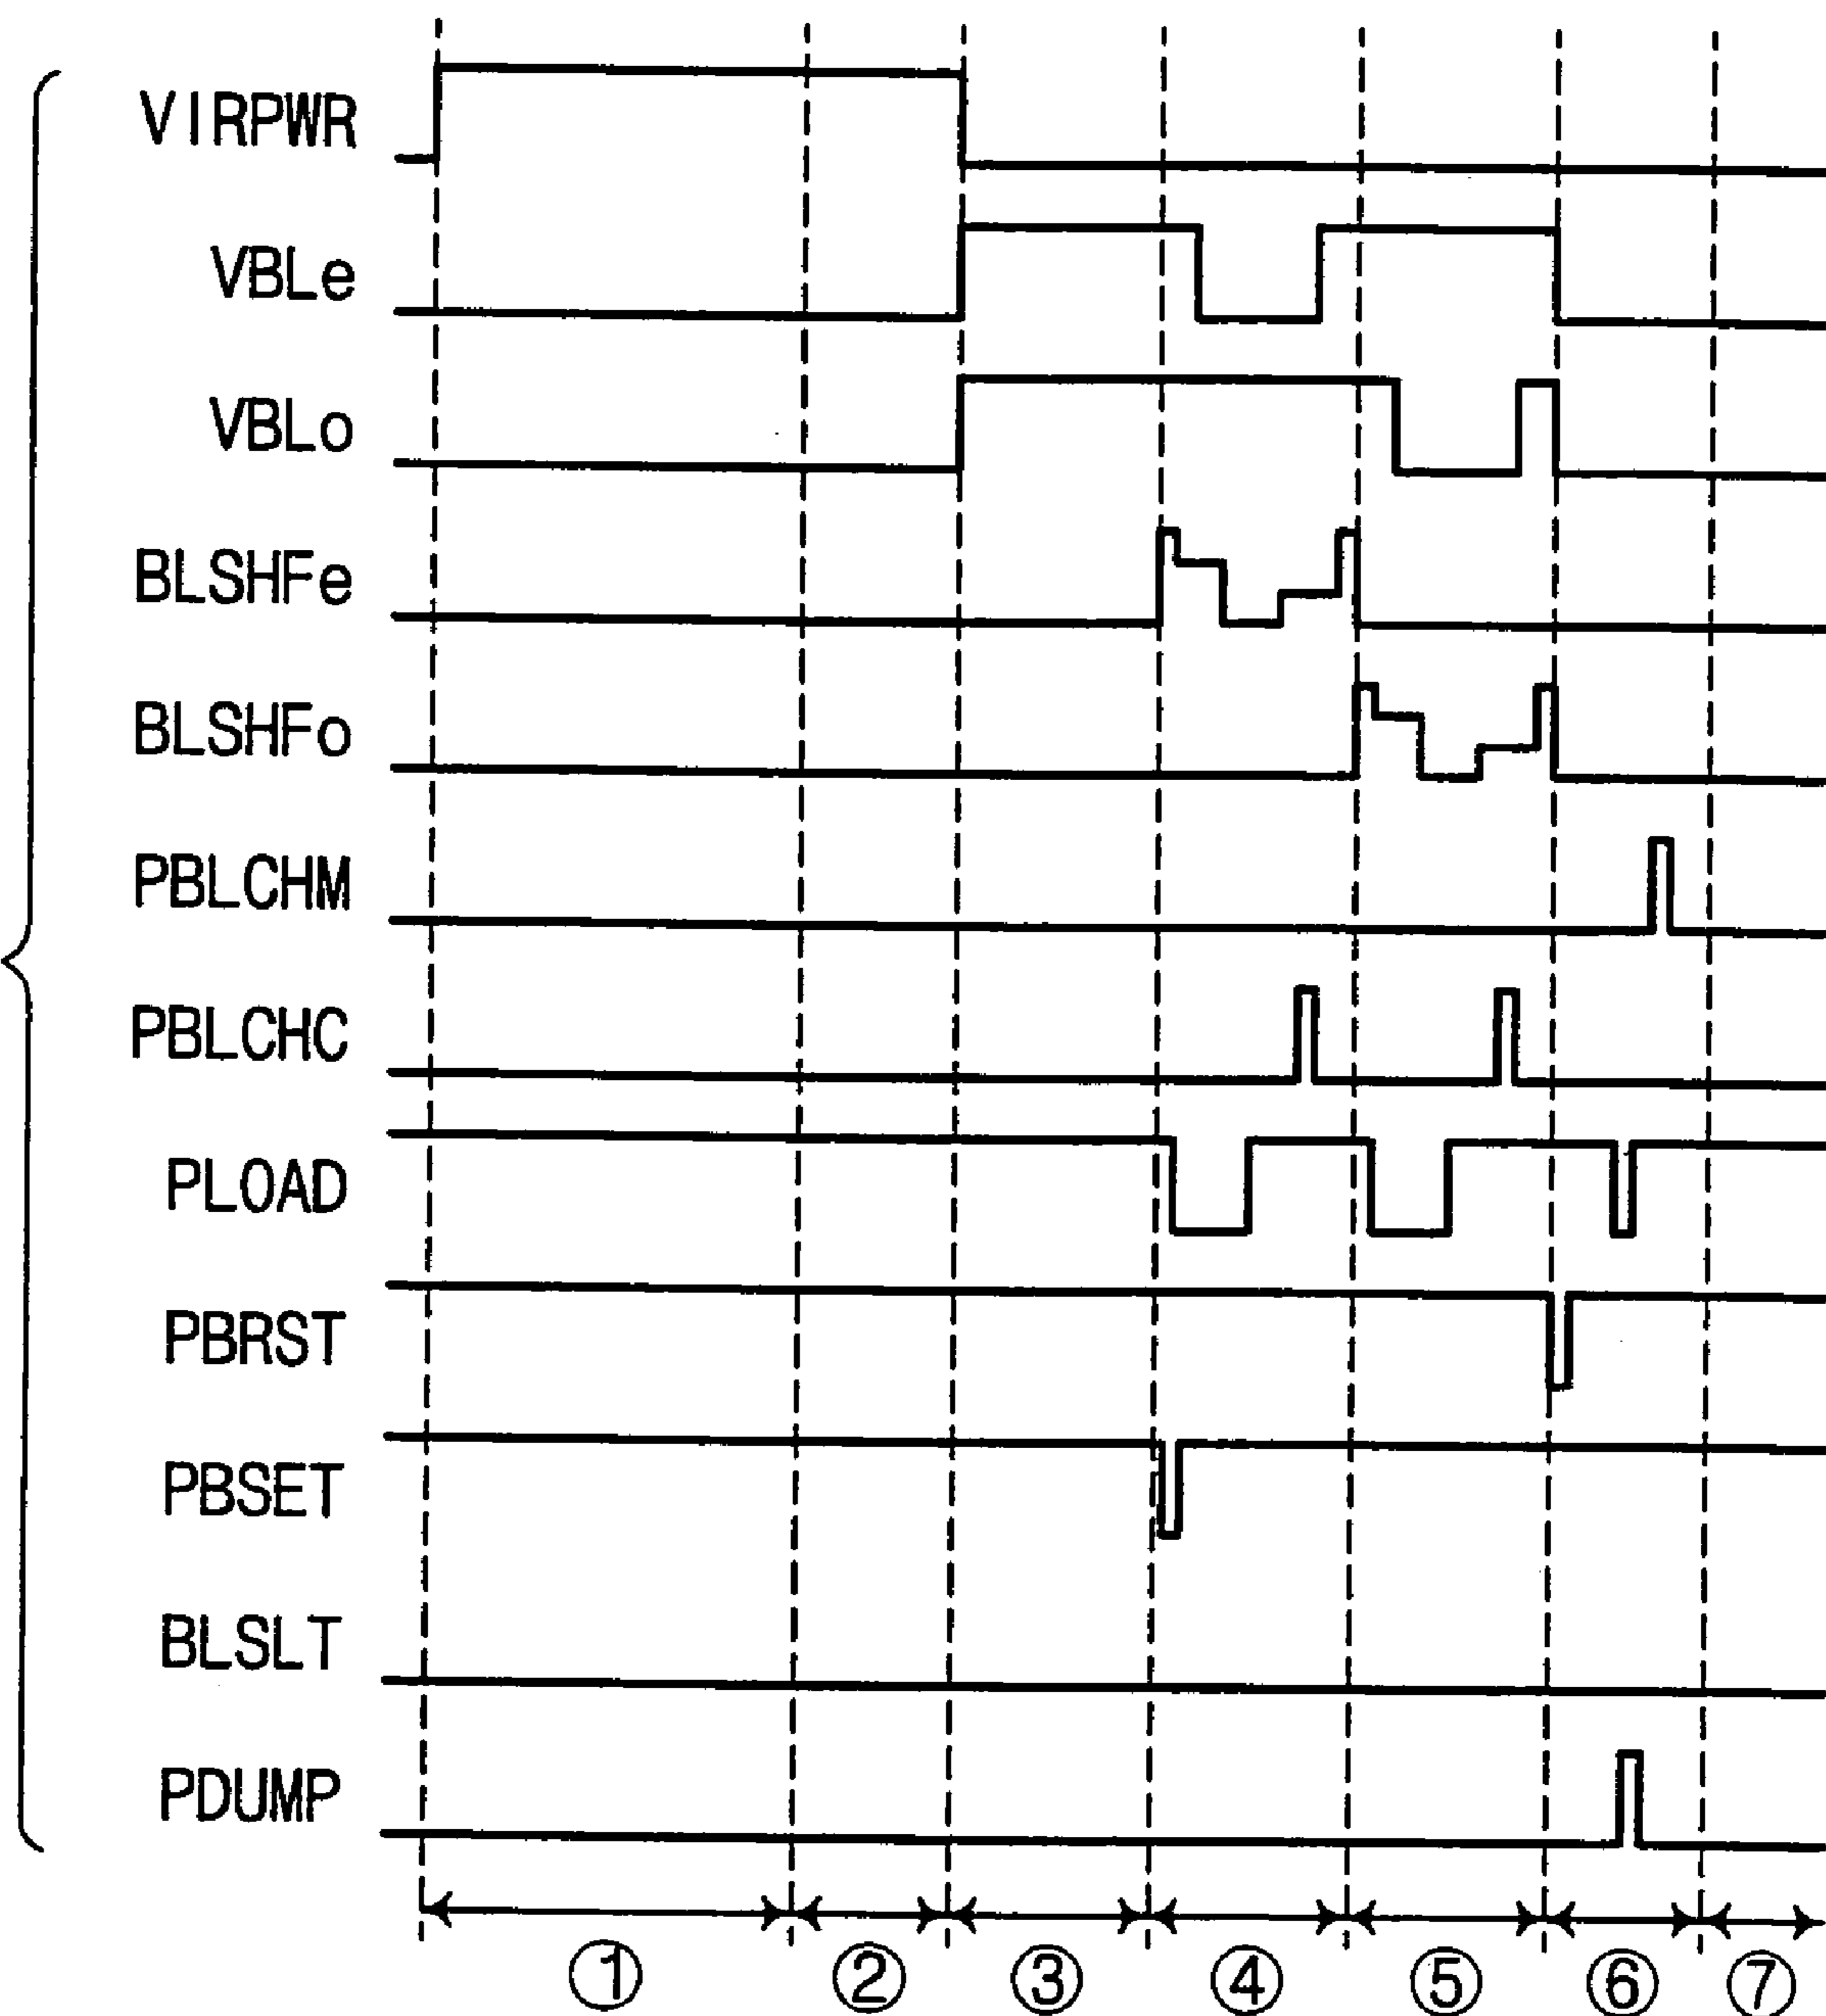 VIRPWR
VBLe
VBLo
BLSHFe
BLSHFo
PBLCHM
PBLCHC
PLOAD
PBRST
PBSET
BLSLT
PDUMP
① ② ③ ④ ⑤ ⑥ ⑦